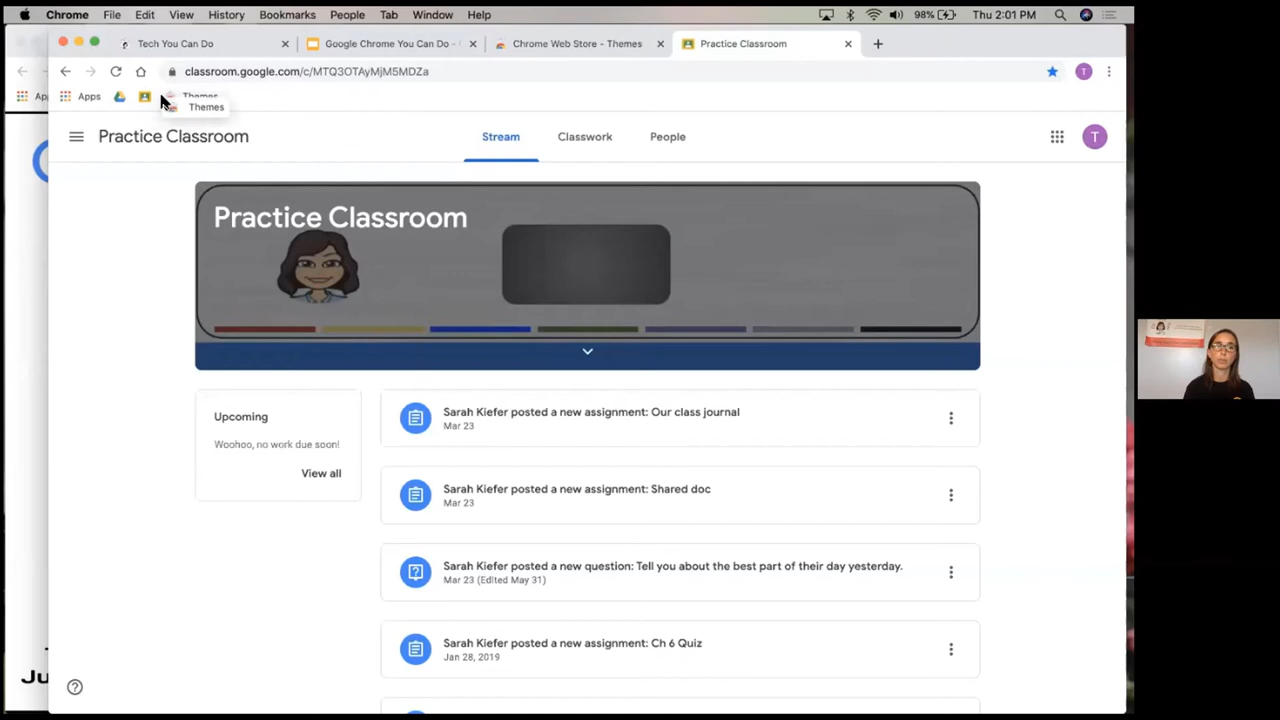 Chrome File Edit View History Bookmarks People Tab Window Help 98% Thu 2:01 PM
Tech You Can Do Google Chrome You Can Do - Chrome Web Store - Themes Practice Classroom
classroom.google.com/c/MTQ3OTAyMjM5MDZa T
Apps Themes
Themes
Practice Classroom Stream Classwork People T
Practice Classroom
Upcoming
Woohoo, no work due soon!
View all
Sarah Kiefer posted a new assignment: Our class journal
Mar 23
Sarah Kiefer posted a new assignment: Shared doc
Mar 23
Sarah Kiefer posted a new question: Tell you about the best part of their day yesterday.
Mar 23 (Edited May 31)
Sarah Kiefer posted a new assignment: Ch 6 Quiz
Jan 28, 2019
Ju